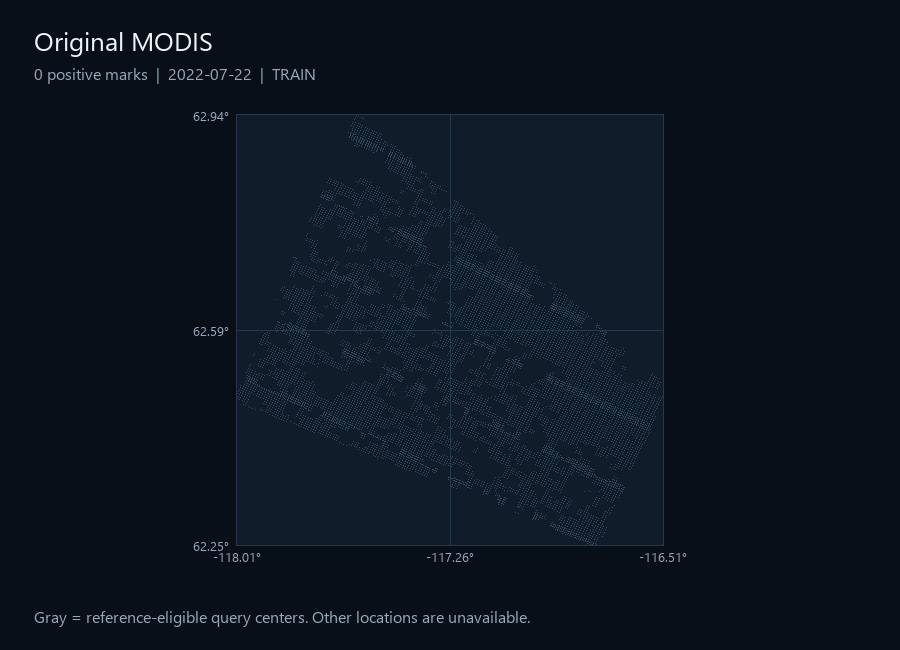 Original MODIS
0 positive marks | 2022-07-22 | TRAIN
62.94°
62.59°
62.25°
-118.01°
-117.26°
-116.51°
Gray = reference-eligible query centers. Other locations are unavailable.